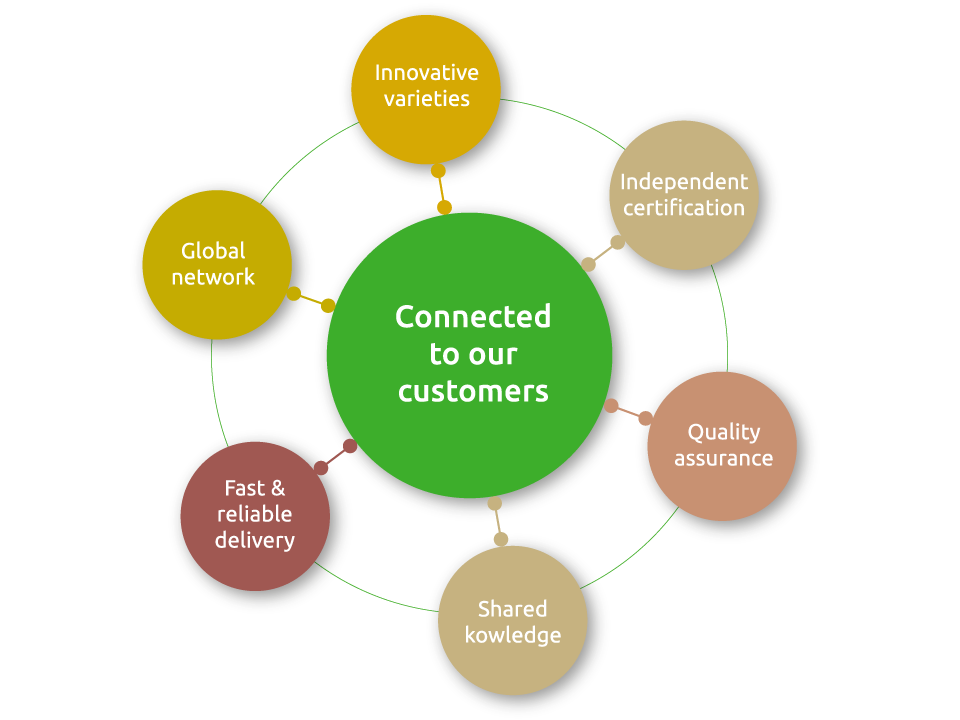 Innovative
varieties
Independent
certification
Global
network
Connected
to our
customers
Quality
assurance
Fast &
reliable
delivery
Shared
kowledge